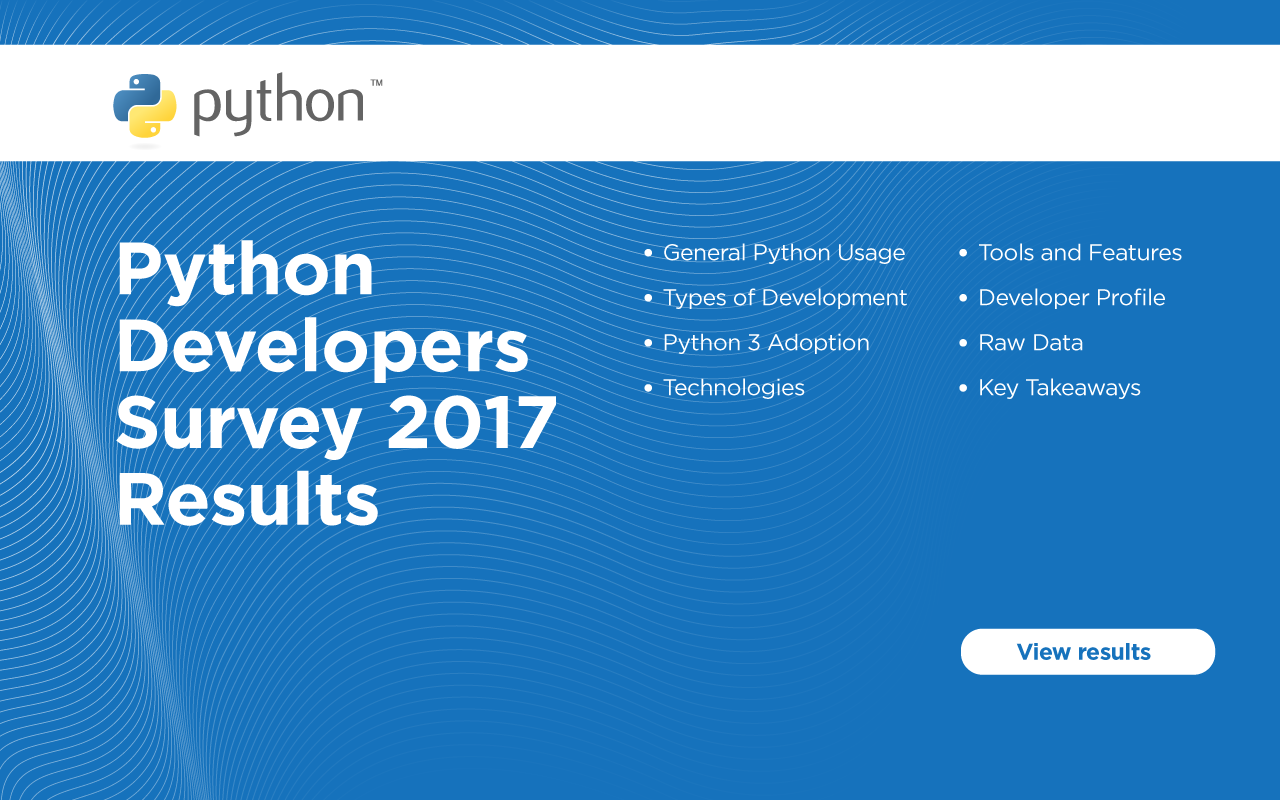 python™
Python
Developers
Survey 2017
Results
• General Python Usage
• Types of Development
• Python 3 Adoption
• Technologies
• Tools and Features
• Developer Profile
• Raw Data
• Key Takeaways
View results